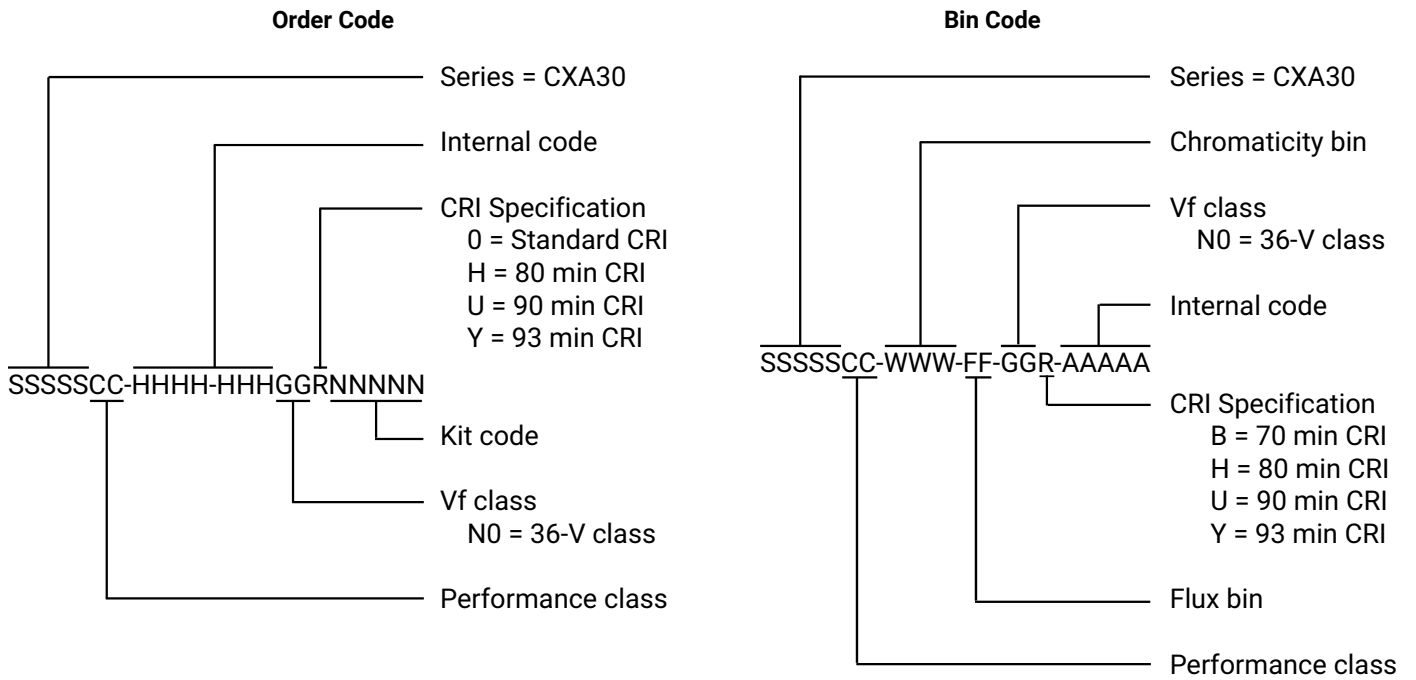 Order Code
Series = CXA30
Internal code
CRI Specification
0 = Standard CRI
H = 80 min CRI
U = 90 min CRI
Y = 93 min CRI
SSSSSCC-HHHH-HHHGGRNNNNN
Kit code
Vf class
N0 = 36-V class
Performance class
Bin Code
Series = CXA30
Chromaticity bin
Vf class
N0 = 36-V class
Internal code
SSSSSCC-WWW-FF-GGR-AAAAA
CRI Specification
B = 70 min CRI
H = 80 min CRI
U = 90 min CRI
Y = 93 min CRI
Flux bin
Performance class